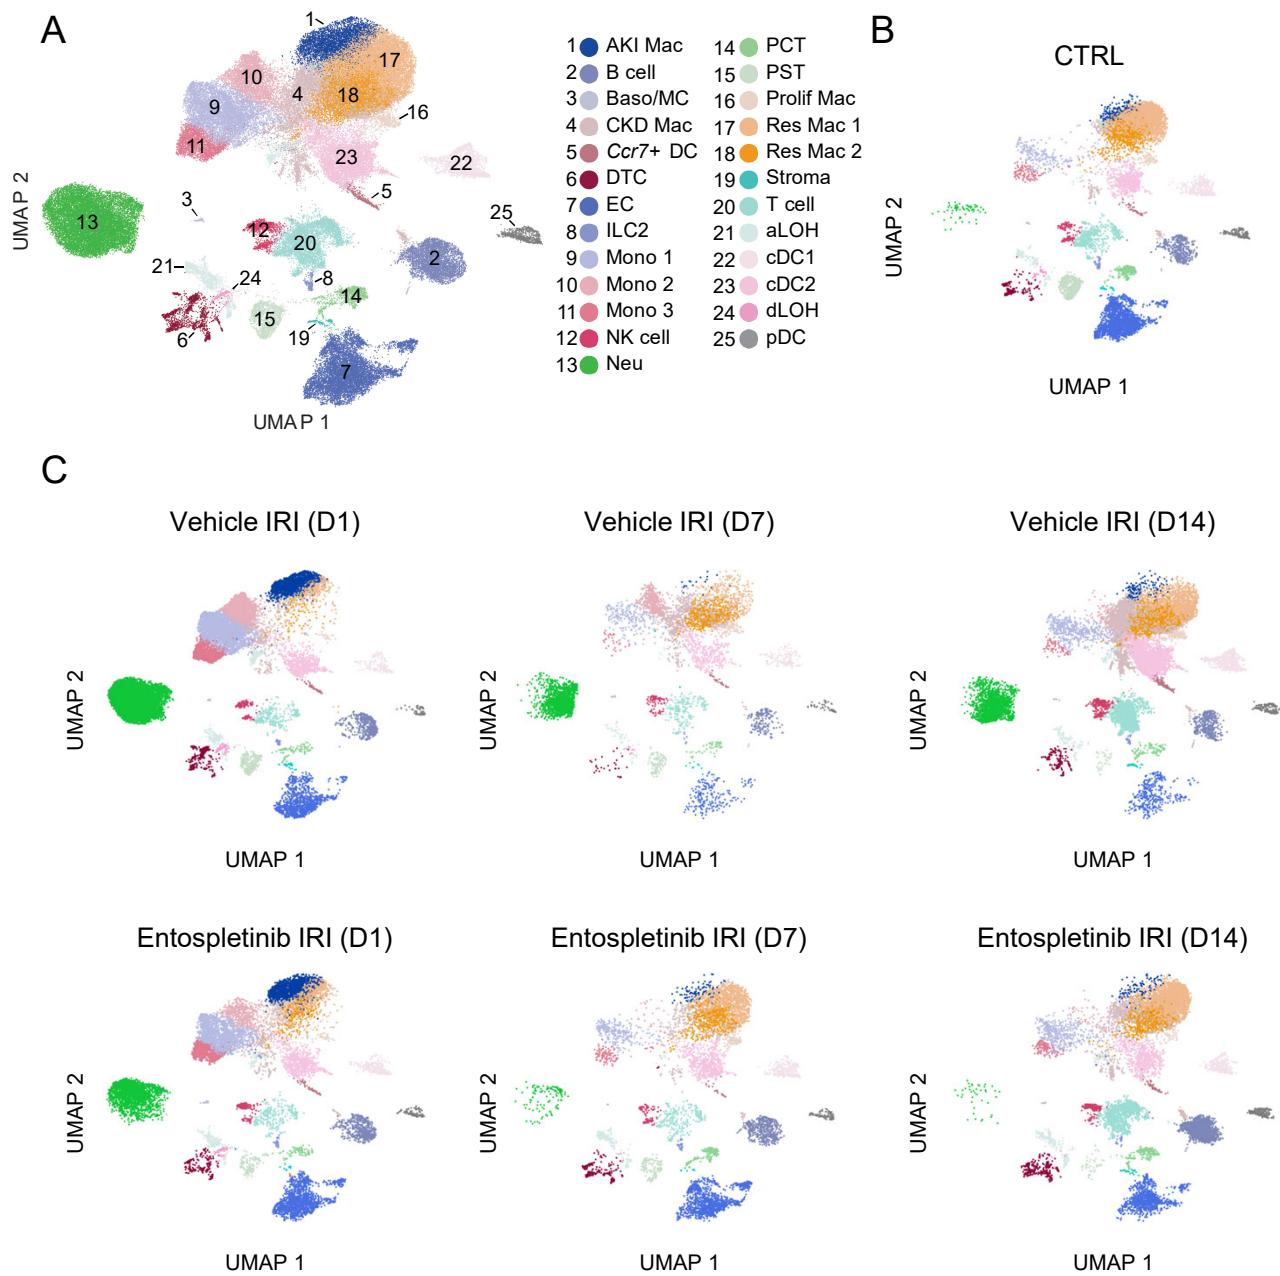 A
B
CTRL
1
17
10
4
18
9
16
11
23
22
5
3
25
13
12
20
2
21
24
8
14
15
19
6
7
UMAP 2
UMAP 1
1 AKI Mac
2 B cell
3 Baso/MC
4 CKD Mac
5 Ccr7+ DC
6 DTC
7 EC
8 ILC2
9 Mono 1
10 Mono 2
11 Mono 3
12 NK cell
13 Neu
14 PCT
15 PST
16 Prolif Mac
17 Res Mac 1
18 Res Mac 2
19 Stroma
20 T cell
21 aLOH
22 cDC1
23 cDC2
24 dLOH
25 pDC
UMAP 2
UMAP 1
C
Vehicle IRI (D1)
UMAP 2
UMAP 1
Vehicle IRI (D7)
UMAP 2
UMAP 1
Vehicle IRI (D14)
UMAP 2
UMAP 1
Entospletinib IRI (D1)
UMAP 2
UMAP 1
Entospletinib IRI (D7)
UMAP 2
UMAP 1
Entospletinib IRI (D14)
UMAP 2
UMAP 1